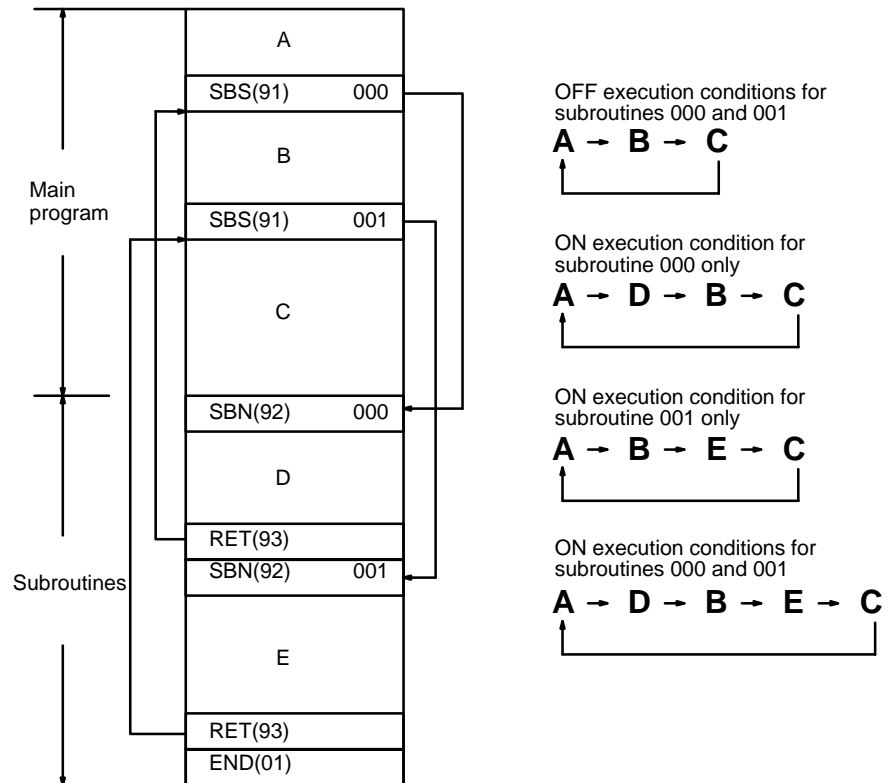 A
SBS(91) 000
B
SBS(91) 001
C
SBN(92) 000
D
RET(93)
SBN(92) 001
E
RET(93)
END(01)
Main
program
Subroutines
OFF execution conditions for
subroutines 000 and 001
A → B → C
ON execution condition for
subroutine 000 only
A → D → B → C
ON execution condition for
subroutine 001 only
A → B → E → C
ON execution conditions for
subroutines 000 and 001
A → D → B → E → C